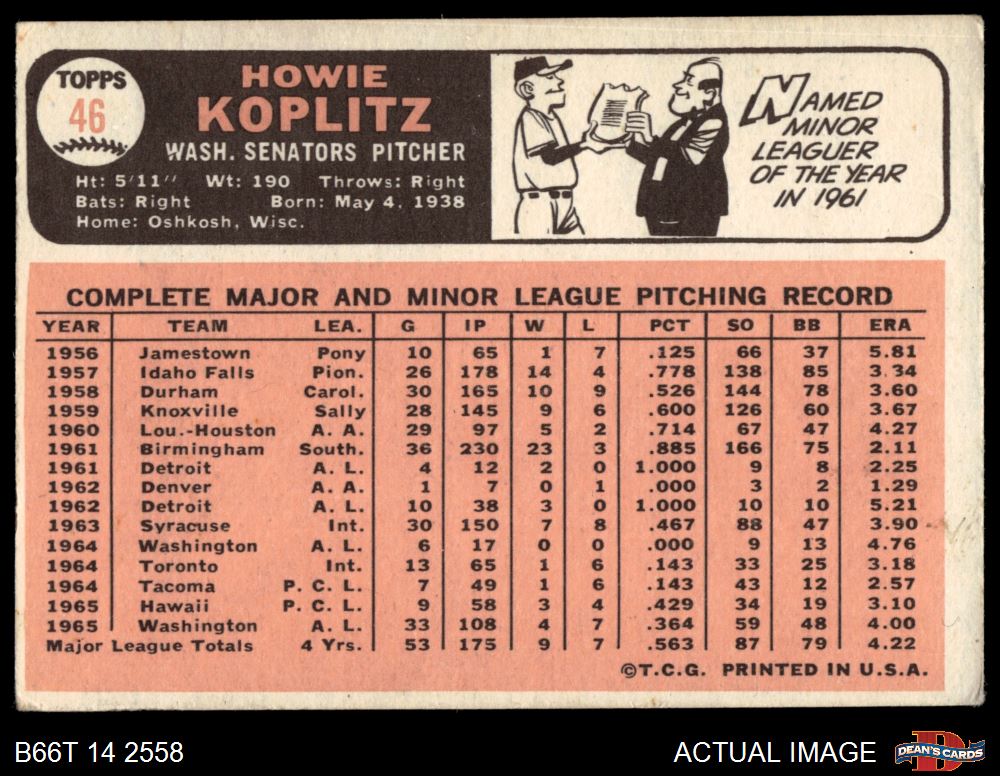 TOPPS
46
HOWIE
KOPLITZ
WASH. SENATORS PITCHER
Ht: 5'11" Wt: 190 Throws: Right
Bats: Right Born: May 4, 1938
Home: Oshkosh, Wisc.
NAMED
MINOR
LEAGUER
OF THE YEAR
IN 1961
COMPLETE MAJOR AND MINOR LEAGUE PITCHING RECORD
YEAR TEAM LEA. G IP W L PCT SO BB ERA
1956 Jamestown Pony 10 65 1 7 .125 66 37 5.81
1957 Idaho Falls Pion. 26 178 14 4 .778 138 85 3.34
1958 Durham Carol. 30 165 10 9 .526 144 78 3.60
1959 Knoxville Sally 28 145 9 6 .600 126 60 3.67
1960 Lou.-Houston A. A. 29 97 5 2 .714 67 47 4.27
1961 Birmingham South. 36 230 23 3 .885 166 75 2.11
1961 Detroit A. L. 4 12 2 0 1.000 9 8 2.25
1962 Denver A. A. 1 7 0 1 .000 3 2 1.29
1962 Detroit A. L. 10 38 3 0 1.000 10 10 5.21
1963 Syracuse Int. 30 150 7 8 .467 88 47 3.90
1964 Washington A. L. 6 17 0 0 .000 9 13 4.76
1964 Toronto Int. 13 65 1 6 .143 33 25 3.18
1964 Tacoma P. C. L. 7 49 1 6 .143 43 12 2.57
1965 Hawaii P. C. L. 9 58 3 4 .429 34 19 3.10
1965 Washington A. L. 33 108 4 7 .364 59 48 4.00
Major League Totals 4 Yrs. 53 175 9 7 .563 87 79 4.22
©T.C.G. PRINTED IN U.S.A.
B66T 14 2558
ACTUAL IMAGE
DEAN'S CARDS